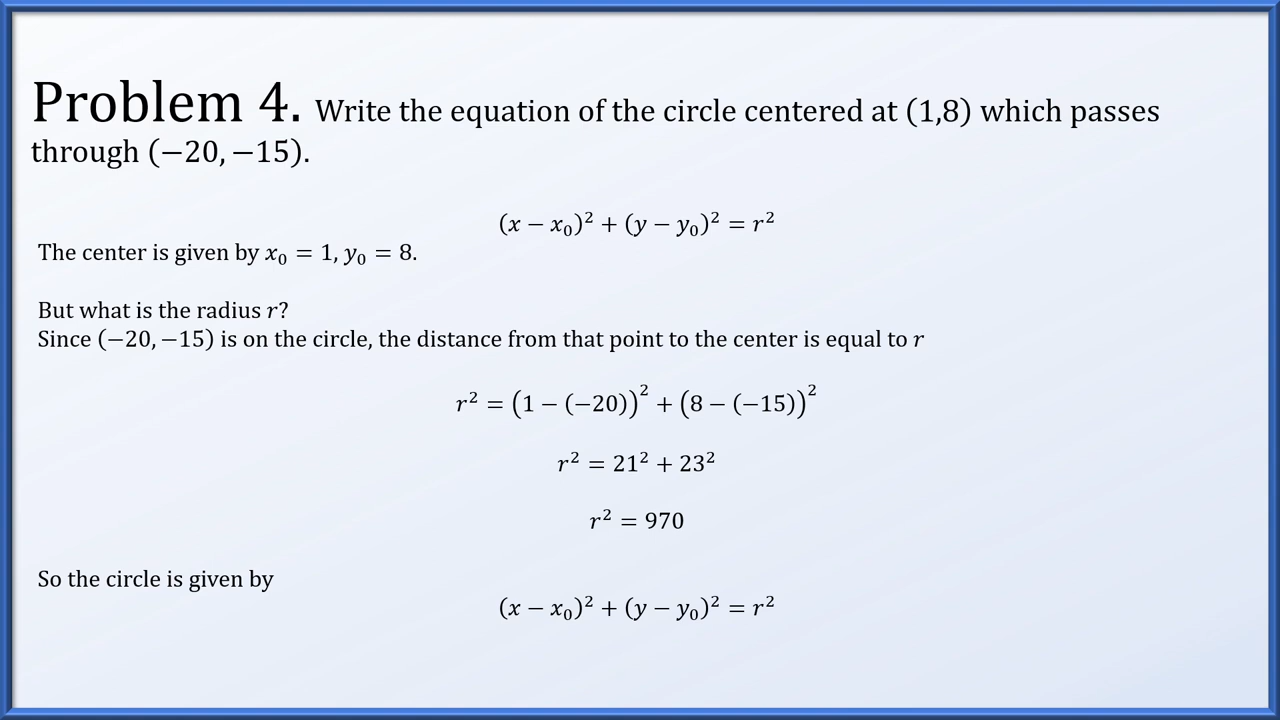 Problem 4. Write the equation of the circle centered at (1,8) which passes
through (−20, −15).
(x − x₀)² + (y − y₀)² = r²
The center is given by x₀ = 1, y₀ = 8.
But what is the radius r?
Since (−20, −15) is on the circle, the distance from that point to the center is equal to r
r² = (1 − (−20))² + (8 − (−15))²
r² = 21² + 23²
r² = 970
So the circle is given by
(x − x₀)² + (y − y₀)² = r²